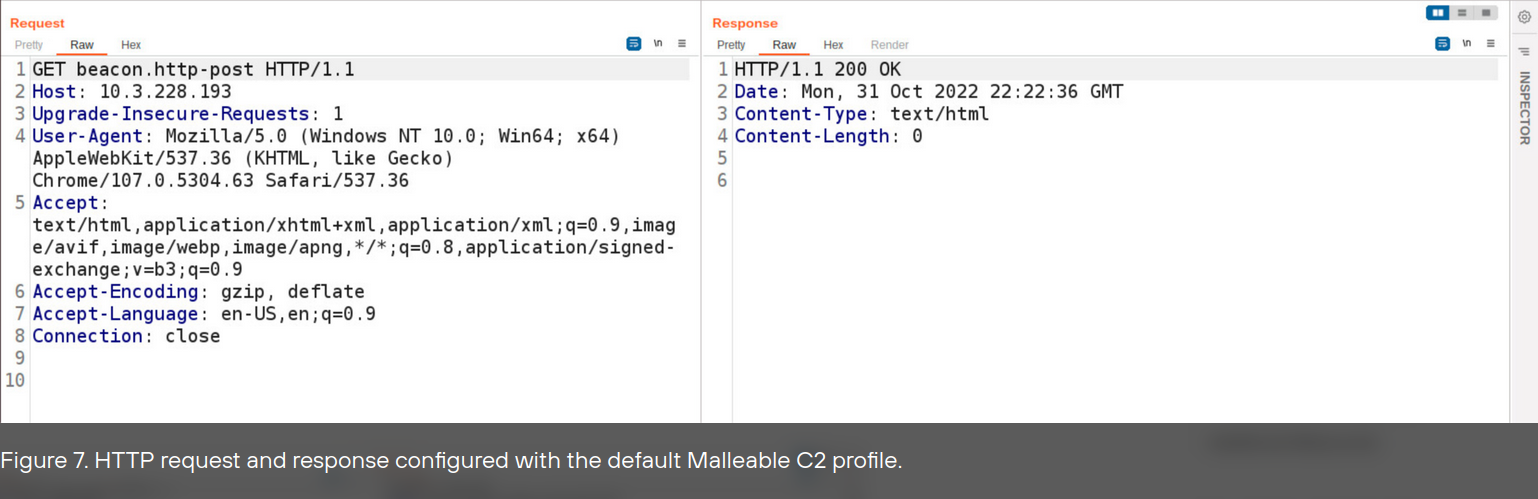 Request
Pretty Raw Hex \n
1 GET beacon.http-post HTTP/1.1
2 Host: 10.3.228.193
3 Upgrade-Insecure-Requests: 1
4 User-Agent: Mozilla/5.0 (Windows NT 10.0; Win64; x64)
AppleWebKit/537.36 (KHTML, like Gecko)
Chrome/107.0.5304.63 Safari/537.36
5 Accept:
text/html,application/xhtml+xml,application/xml;q=0.9,imag
e/avif,image/webp,image/apng,*/*;q=0.8,application/signed-
exchange;v=b3;q=0.9
6 Accept-Encoding: gzip, deflate
7 Accept-Language: en-US,en;q=0.9
8 Connection: close
9
10
Response
Pretty Raw Hex Render \n
1 HTTP/1.1 200 OK
2 Date: Mon, 31 Oct 2022 22:22:36 GMT
3 Content-Type: text/html
4 Content-Length: 0
5
6
INSPECTOR
Figure 7. HTTP request and response configured with the default Malleable C2 profile.